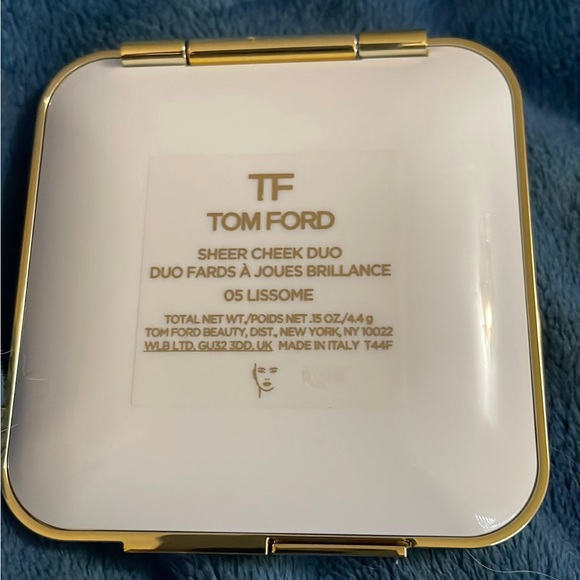 TF
TOM FORD
SHEER CHEEK DUO
DUO FARDS À JOUES BRILLANCE
05 LISSOME
TOTAL NET WT./POIDS NET .15 OZ./4.4 g
TOM FORD BEAUTY, DIST., NEW YORK, NY 10022
WLB LTD. GU32 3DD, UK MADE IN ITALY T44F